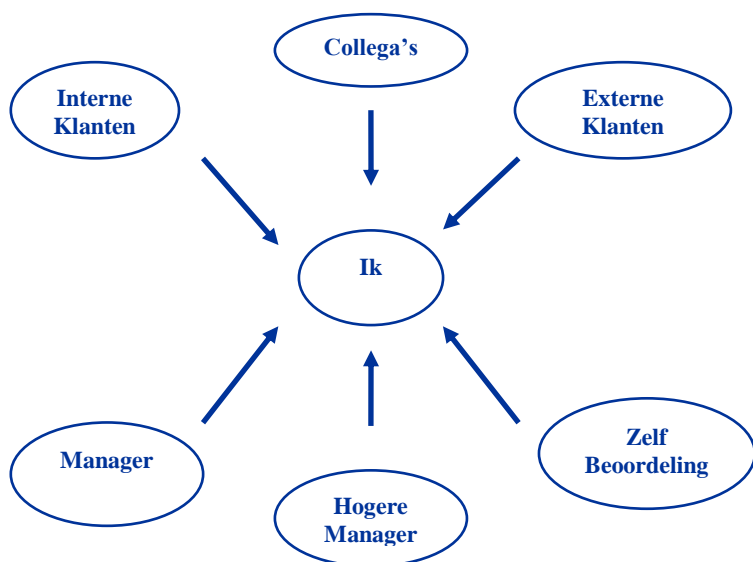 Collega's
Interne
Klanten
Externe
Klanten
Ik
Manager
Zelf
Beoordeling
Hogere
Manager